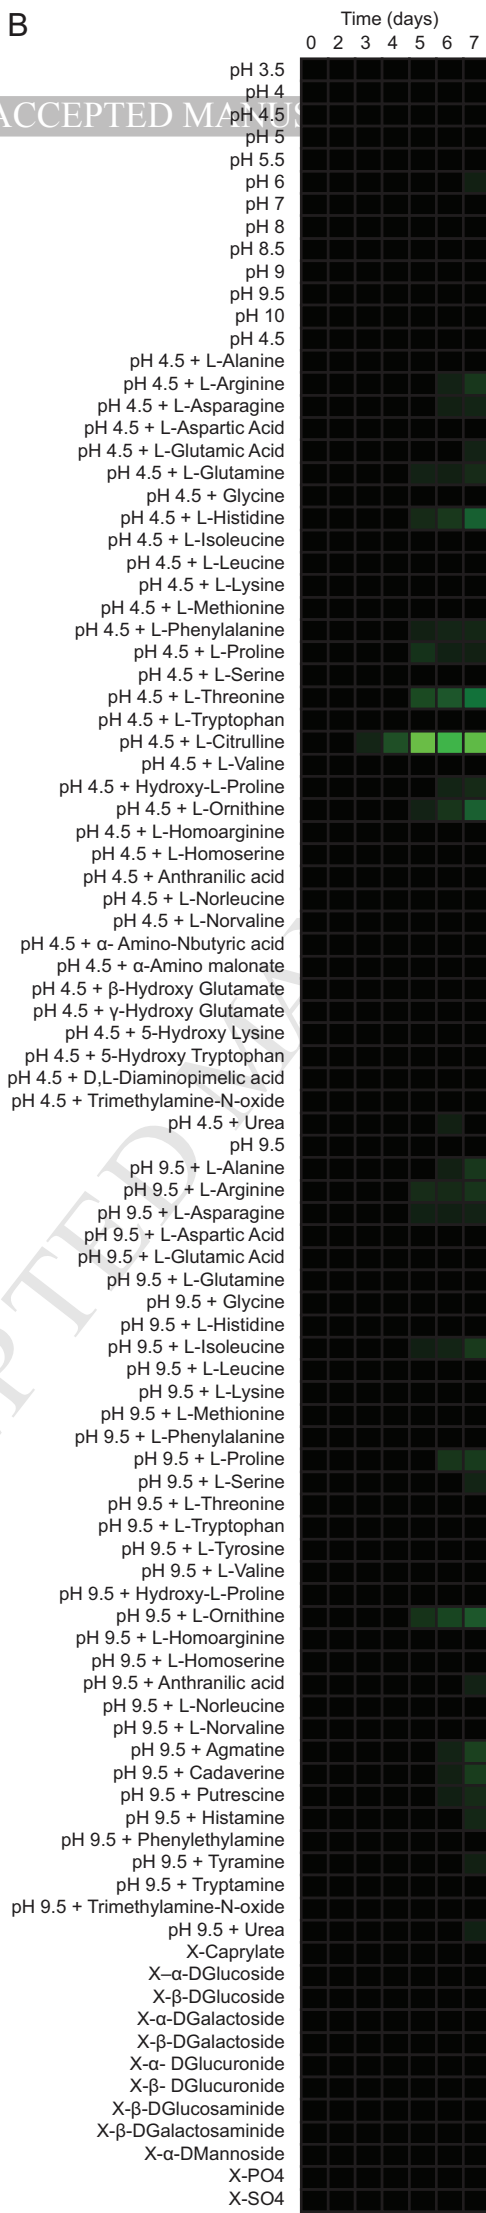 B
Time (days)
0 2 3 4 5 6 7
pH 3.5
pH 4
ACCEPTED MANUS
pH 4.5
pH 5
pH 5.5
pH 6
pH 7
pH 8
pH 8.5
pH 9
pH 9.5
pH 10
pH 4.5
pH 4.5 + L-Alanine
pH 4.5 + L-Arginine
pH 4.5 + L-Asparagine
pH 4.5 + L-Aspartic Acid
pH 4.5 + L-Glutamic Acid
pH 4.5 + L-Glutamine
pH 4.5 + Glycine
pH 4.5 + L-Histidine
pH 4.5 + L-Isoleucine
pH 4.5 + L-Leucine
pH 4.5 + L-Lysine
pH 4.5 + L-Methionine
pH 4.5 + L-Phenylalanine
pH 4.5 + L-Proline
pH 4.5 + L-Serine
pH 4.5 + L-Threonine
pH 4.5 + L-Tryptophan
pH 4.5 + L-Citrulline
pH 4.5 + L-Valine
pH 4.5 + Hydroxy-L-Proline
pH 4.5 + L-Ornithine
pH 4.5 + L-Homoarginine
pH 4.5 + L-Homoserine
pH 4.5 + Anthranilic acid
pH 4.5 + L-Norleucine
pH 4.5 + L-Norvaline
pH 4.5 + α- Amino-Nbutyric acid
pH 4.5 + α-Amino malonate
pH 4.5 + β-Hydroxy Glutamate
pH 4.5 + γ-Hydroxy Glutamate
pH 4.5 + 5-Hydroxy Lysine
pH 4.5 + 5-Hydroxy Tryptophan
pH 4.5 + D,L-Diaminopimelic acid
pH 4.5 + Trimethylamine-N-oxide
pH 4.5 + Urea
pH 9.5
pH 9.5 + L-Alanine
pH 9.5 + L-Arginine
pH 9.5 + L-Asparagine
pH 9.5 + L-Aspartic Acid
pH 9.5 + L-Glutamic Acid
pH 9.5 + L-Glutamine
pH 9.5 + Glycine
pH 9.5 + L-Histidine
pH 9.5 + L-Isoleucine
pH 9.5 + L-Leucine
pH 9.5 + L-Lysine
pH 9.5 + L-Methionine
pH 9.5 + L-Phenylalanine
pH 9.5 + L-Proline
pH 9.5 + L-Serine
pH 9.5 + L-Threonine
pH 9.5 + L-Tryptophan
pH 9.5 + L-Tyrosine
pH 9.5 + L-Valine
pH 9.5 + Hydroxy-L-Proline
pH 9.5 + L-Ornithine
pH 9.5 + L-Homoarginine
pH 9.5 + L-Homoserine
pH 9.5 + Anthranilic acid
pH 9.5 + L-Norleucine
pH 9.5 + L-Norvaline
pH 9.5 + Agmatine
pH 9.5 + Cadaverine
pH 9.5 + Putrescine
pH 9.5 + Histamine
pH 9.5 + Phenylethylamine
pH 9.5 + Tyramine
pH 9.5 + Tryptamine
pH 9.5 + Trimethylamine-N-oxide
pH 9.5 + Urea
X-Caprylate
X–α-DGlucoside
X-β-DGlucoside
X-α-DGalactoside
X-β-DGalactoside
X-α- DGlucuronide
X-β- DGlucuronide
X-β-DGlucosaminide
X-β-DGalactosaminide
X-α-DMannoside
X-PO4
X-SO4
PTED MA